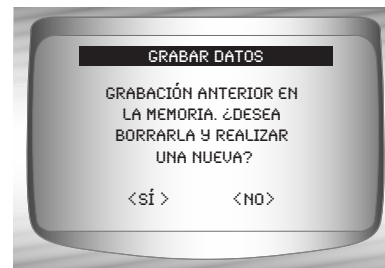 GRABAR DATOS
GRABACIÓN ANTERIOR EN
LA MEMORIA. ¿DESEA
BORRARLA Y REALIZAR
UNA NUEVA?
<SÍ > <NO>